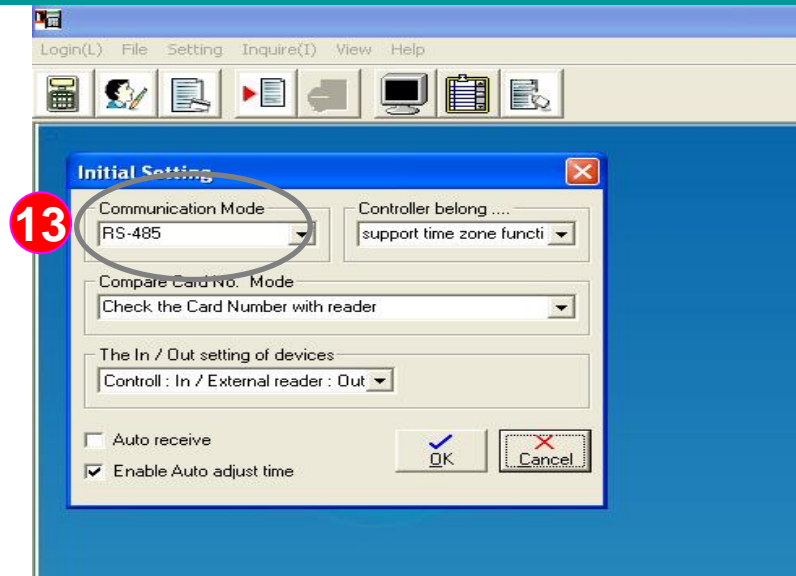 Login(L) File Setting Inquire(I) View Help
Initial Setting
13
Communication Mode
RS-485
Controller belong ....
support time zone functi
Compare Card No. Mode
Check the Card Number with reader
The In / Out setting of devices
Controll : In / External reader : Out
Auto receive
Enable Auto adjust time
OK
Cancel